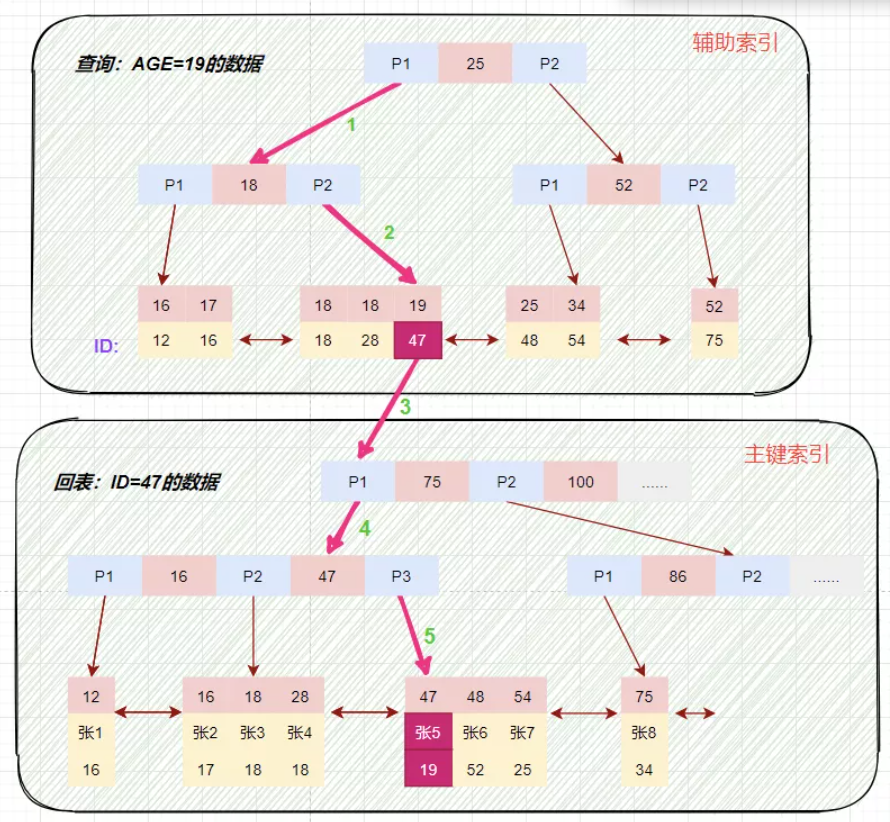 辅助索引
查询：AGE=19的数据
P1 25 P2
1
P1 18 P2
P1 52 P2
2
16 17
18 18 19
25 34
52
ID:
12 16
18 28 47
48 54
75
3
主键索引
回表：ID=47的数据
P1 75 P2 100 ......
4
P1 16 P2 47 P3
P1 86 P2 ......
5
12
16 18 28
47 48 54
75
张1
张2 张3 张4
张5 张6 张7
张8
16
17 18 18
19 52 25
34